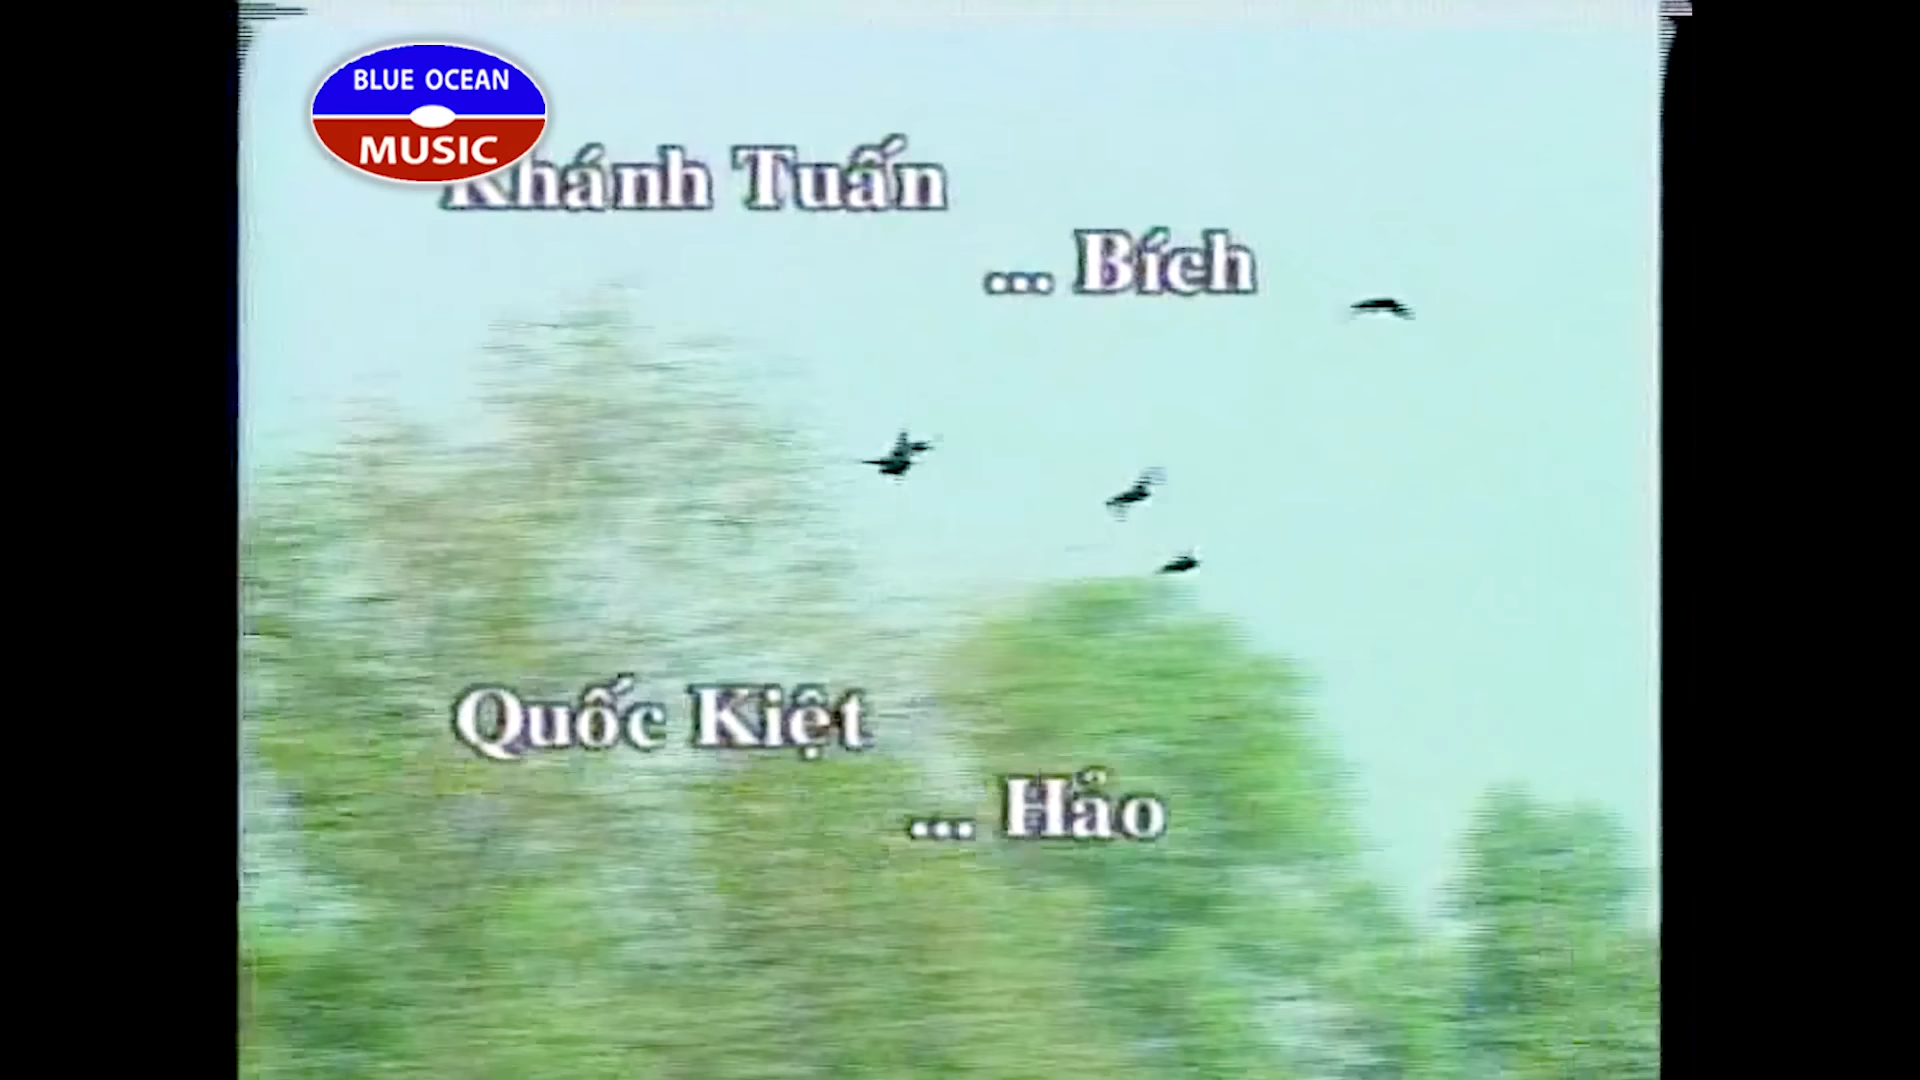 BLUE OCEAN
MUSIC
Khánh Tuấn
... Bích
Quốc Kiệt
... Hảo